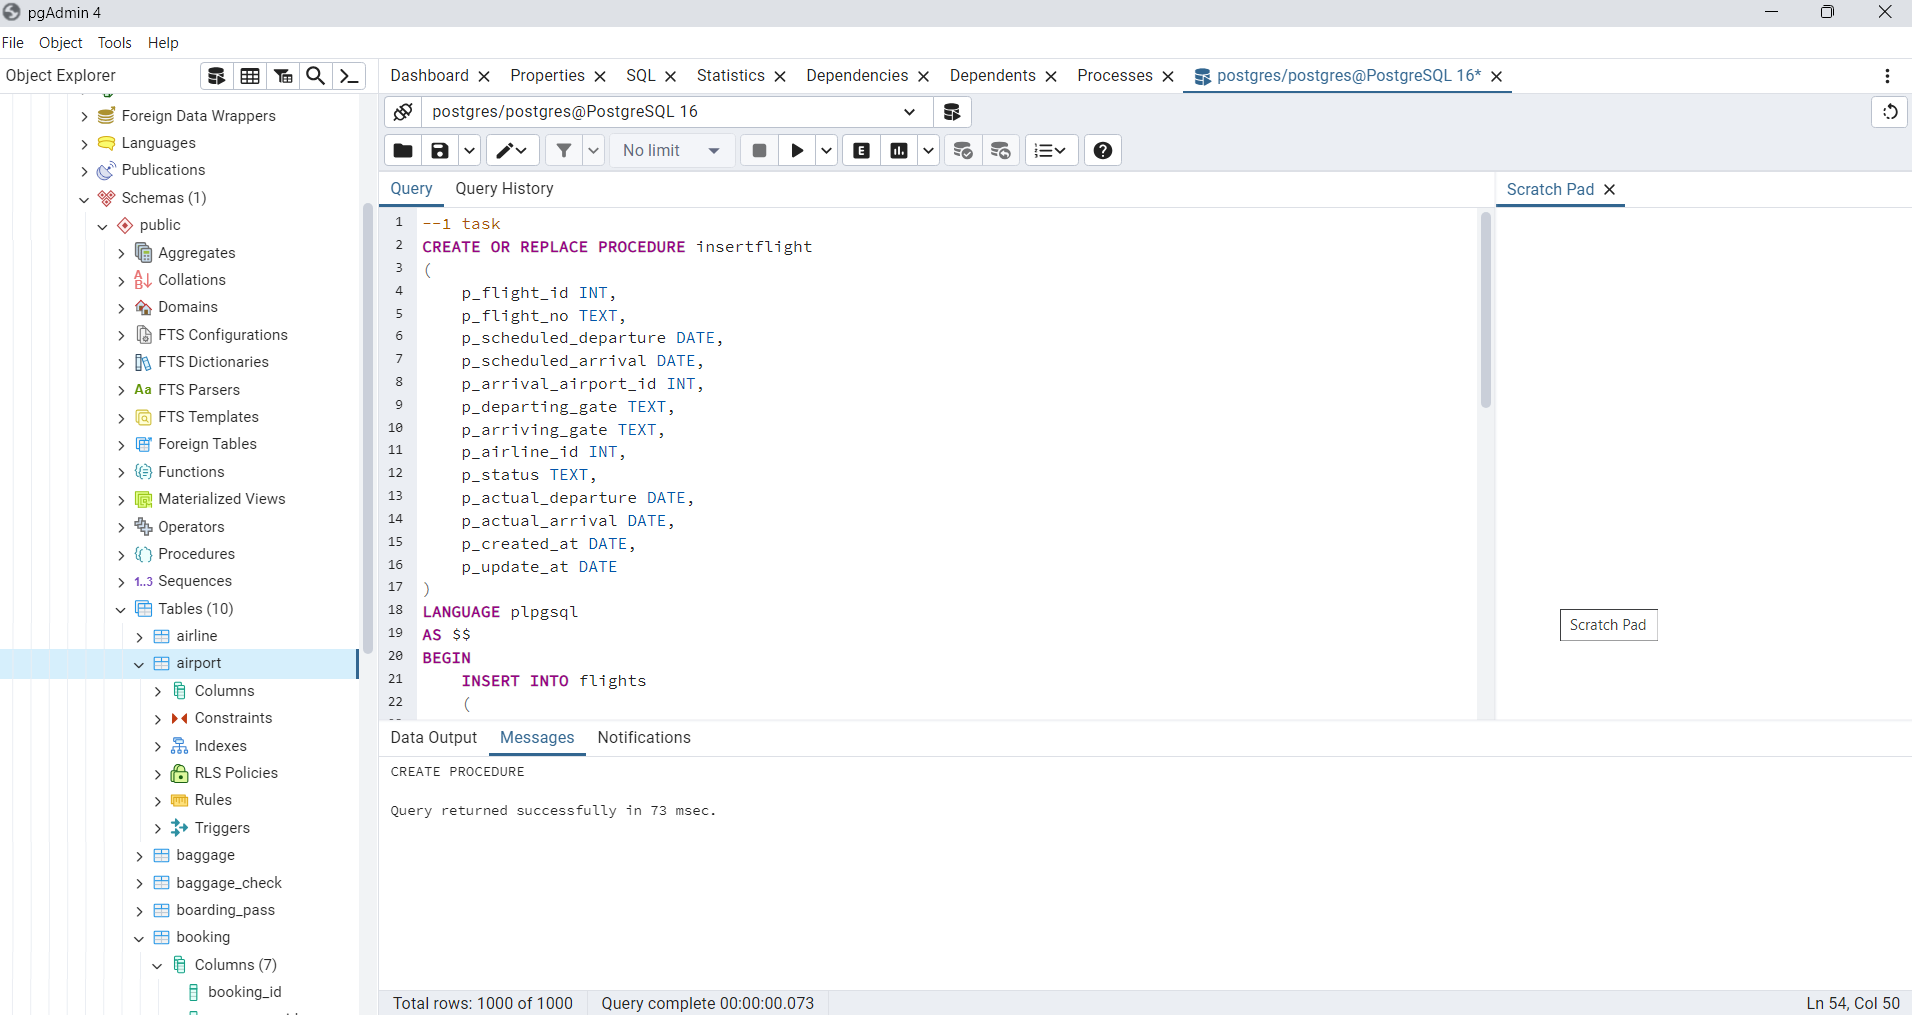 pgAdmin 4
File Object Tools Help
Object Explorer
Dashboard Properties SQL Statistics Dependencies Dependents Processes postgres/postgres@PostgreSQL 16*
postgres/postgres@PostgreSQL 16
No limit
E
Query Query History
Scratch Pad
Foreign Data Wrappers
Languages
Publications
Schemas (1)
public
Aggregates
Collations
Domains
FTS Configurations
FTS Dictionaries
Aa FTS Parsers
FTS Templates
Foreign Tables
Functions
Materialized Views
Operators
Procedures
1..3 Sequences
Tables (10)
airline
airport
Columns
Constraints
Indexes
RLS Policies
Rules
Triggers
baggage
baggage_check
boarding_pass
booking
Columns (7)
booking_id
1 --1 task
2 CREATE OR REPLACE PROCEDURE insertflight
3 (
4 p_flight_id INT,
5 p_flight_no TEXT,
6 p_scheduled_departure DATE,
7 p_scheduled_arrival DATE,
8 p_arrival_airport_id INT,
9 p_departing_gate TEXT,
10 p_arriving_gate TEXT,
11 p_airline_id INT,
12 p_status TEXT,
13 p_actual_departure DATE,
14 p_actual_arrival DATE,
15 p_created_at DATE,
16 p_update_at DATE
17 )
18 LANGUAGE plpgsql
19 AS $$
20 BEGIN
21 INSERT INTO flights
22 (
Scratch Pad
Data Output Messages Notifications
CREATE PROCEDURE
Query returned successfully in 73 msec.
Total rows: 1000 of 1000 Query complete 00:00:00.073 Ln 54, Col 50